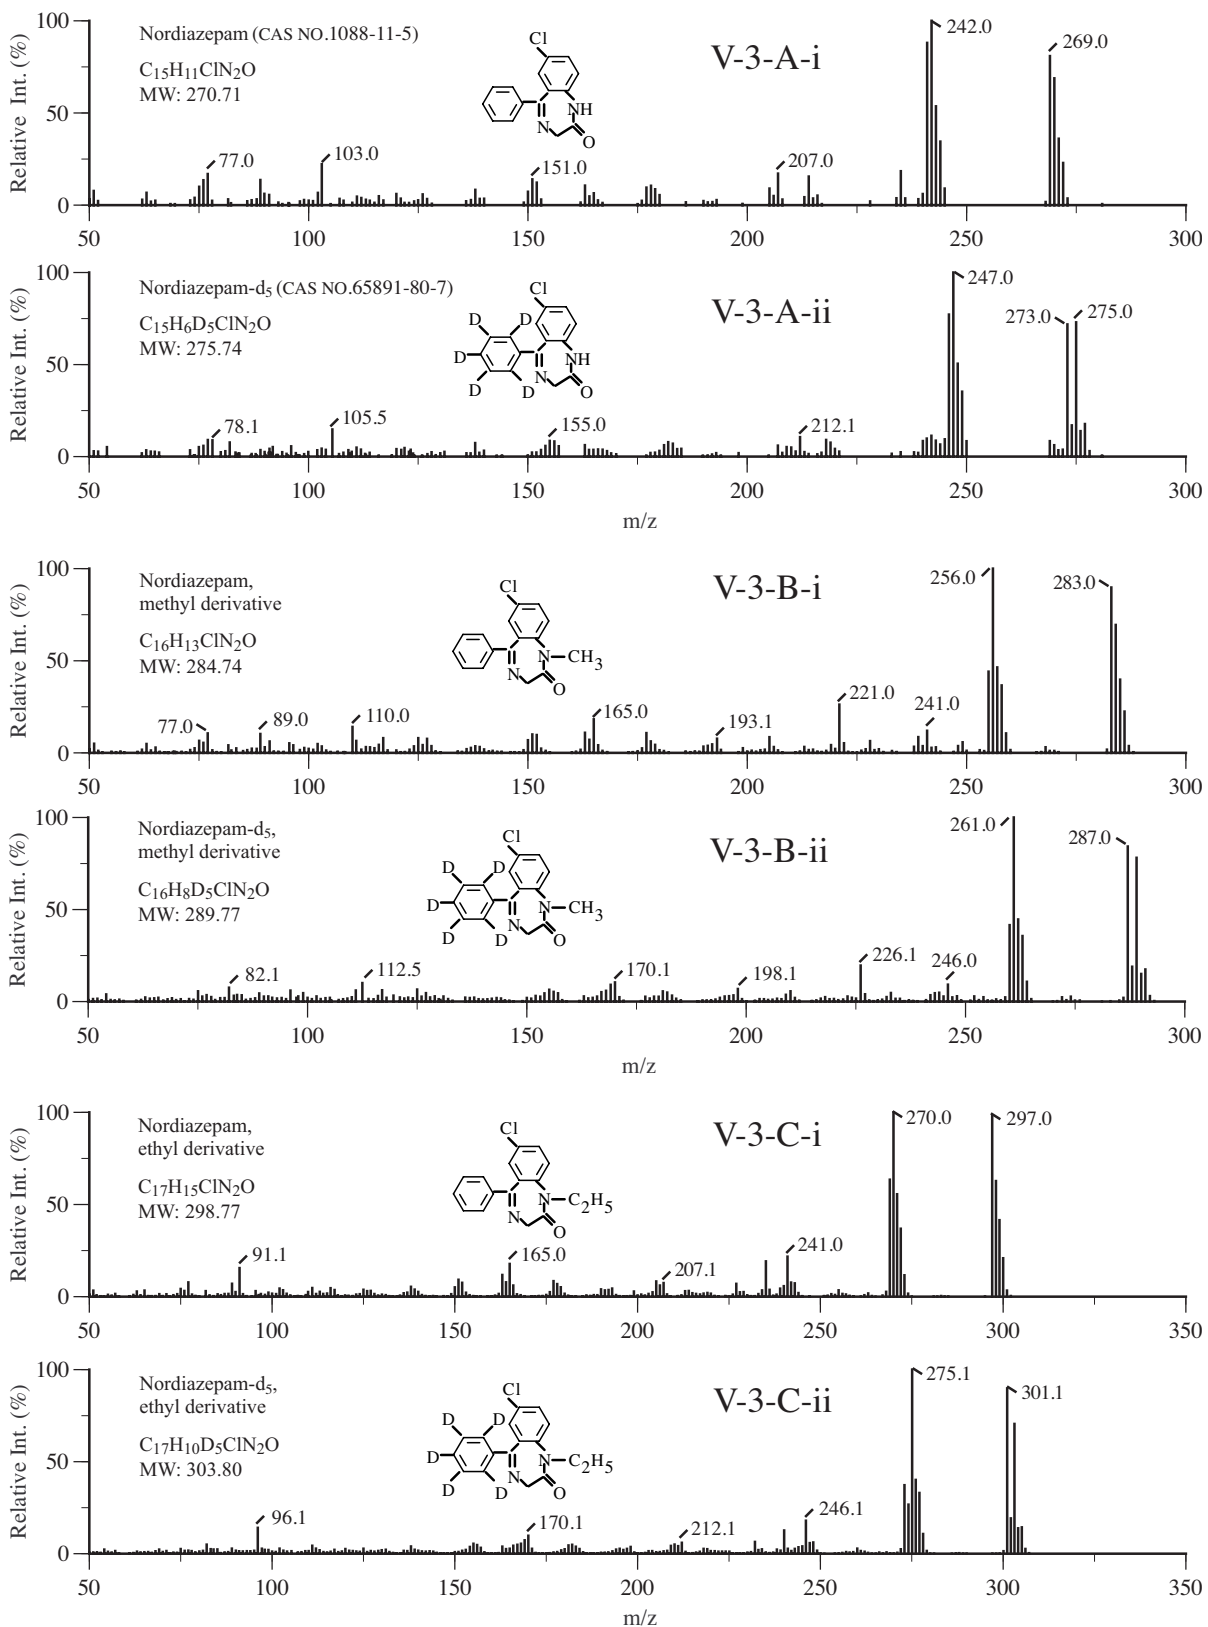 Relative Int. (%)
100
50
0
Nordiazepam (CAS NO.1088-11-5)
C15H11ClN2O
MW: 270.71
Cl
NH
N
O
V-3-A-i
77.0
103.0
151.0
207.0
242.0
269.0
50 100 150 200 250 300
Relative Int. (%)
100
50
0
Nordiazepam-d5 (CAS NO.65891-80-7)
C15H6D5ClN2O
MW: 275.74
Cl
D D
D
D D
NH
N
O
V-3-A-ii
78.1
105.5
155.0
212.1
247.0
273.0
275.0
50 100 150 200 250 300
m/z
Relative Int. (%)
100
50
0
Nordiazepam,
methyl derivative
C16H13ClN2O
MW: 284.74
Cl
N CH3
N
O
V-3-B-i
77.0
89.0
110.0
165.0
193.1
221.0
241.0
256.0
283.0
50 100 150 200 250 300
Relative Int. (%)
100
50
0
Nordiazepam-d5,
methyl derivative
C16H8D5ClN2O
MW: 289.77
Cl
D D
D
D D
N CH3
N
O
V-3-B-ii
82.1
112.5
170.1
198.1
226.1
246.0
261.0
287.0
50 100 150 200 250 300
m/z
Relative Int. (%)
100
50
0
Nordiazepam,
ethyl derivative
C17H15ClN2O
MW: 298.77
Cl
N C2H5
N
O
V-3-C-i
91.1
165.0
207.1
241.0
270.0
297.0
100 150 200 250 300 350
Relative Int. (%)
100
50
0
Nordiazepam-d5,
ethyl derivative
C17H10D5ClN2O
MW: 303.80
Cl
D D
D
D D
N C2H5
N
O
V-3-C-ii
96.1
170.1
212.1
246.1
275.1
301.1
100 150 200 250 300 350
m/z